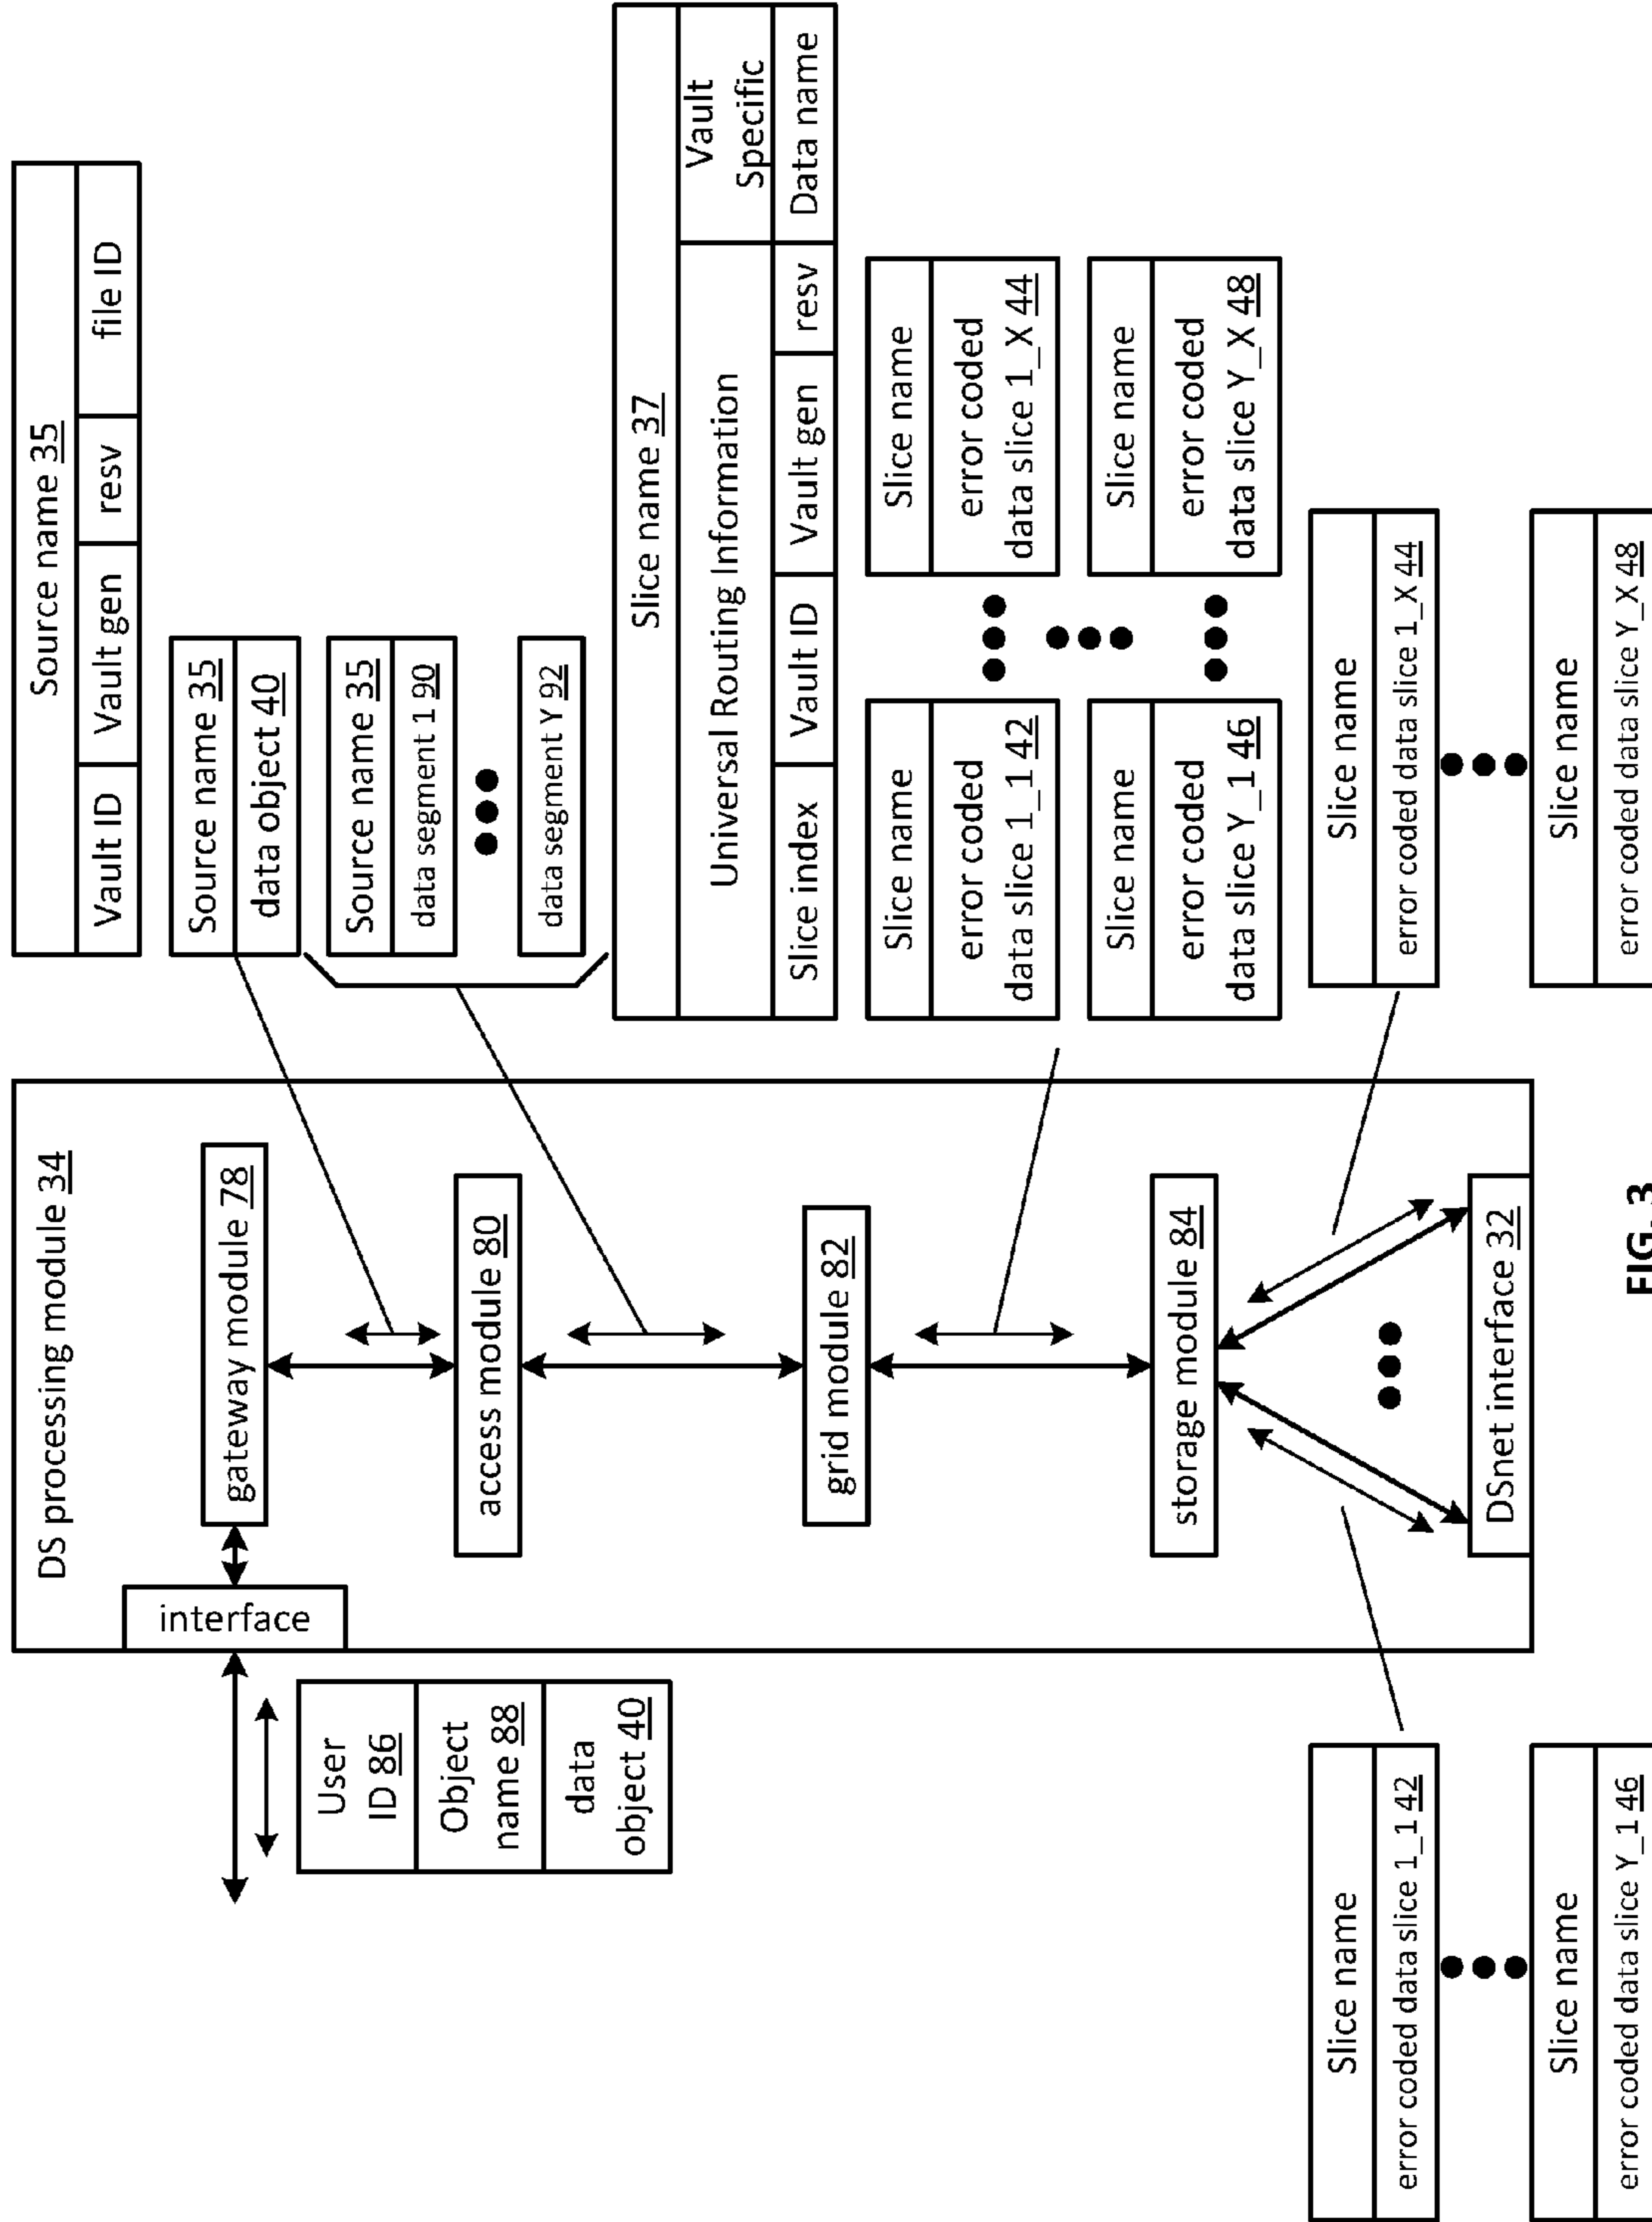 DS processing module 34
interface
gateway module 78
access module 80
grid module 82
storage module 84
DSnet interface 32
User
ID 86
Object
name 88
data
object 40
Source name 35
Vault ID
Vault gen
resv
file ID
Source name 35
data object 40
Source name 35
data segment 1 90
data segment Y 92
Slice name 37
Universal Routing Information
Vault
Specific
Slice index
Vault ID
Vault gen
resv
Data name
Slice name
error coded
data slice 1_1 42
Slice name
error coded
data slice 1_X 44
Slice name
error coded
data slice Y_1 46
Slice name
error coded
data slice Y_X 48
Slice name
error coded data slice 1_1 42
Slice name
error coded data slice Y_1 46
Slice name
error coded data slice 1_X 44
Slice name
error coded data slice Y_X 48
FIG. 3